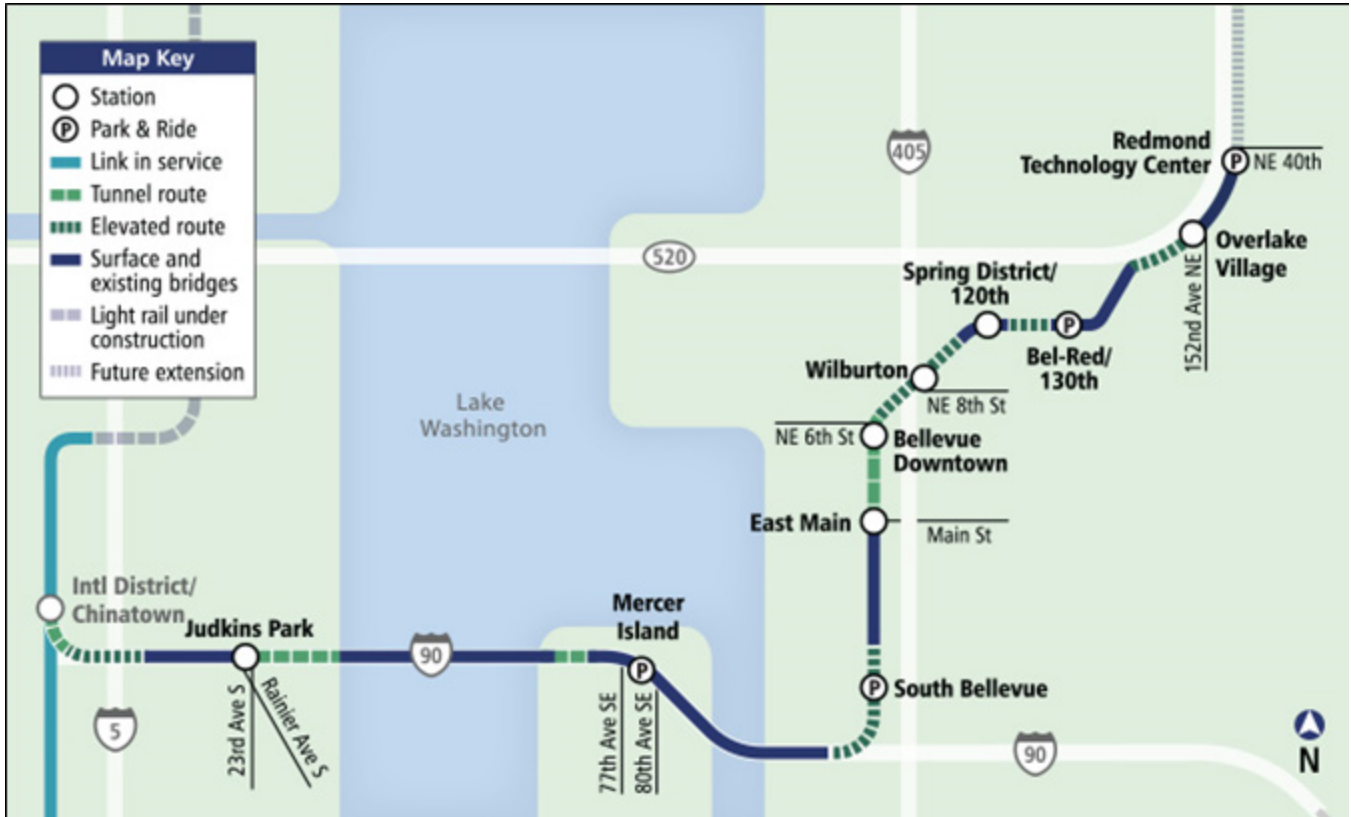 Map Key
Station
P
Park & Ride
Link in service
Tunnel route
Elevated route
Surface and
existing bridges
Light rail under
construction
Future extension
405
Redmond
Technology Center
P
NE 40th
520
Overlake
Village
152nd Ave NE
Spring District/
120th
P
Bel-Red/
130th
Wilburton
NE 8th St
Lake
Washington
NE 6th St
Bellevue
Downtown
East Main
Main St
Intl District/
Chinatown
Judkins Park
Mercer
Island
90
P
P
South Bellevue
23rd Ave S
Rainier Ave S
77th Ave SE
80th Ave SE
5
90
N